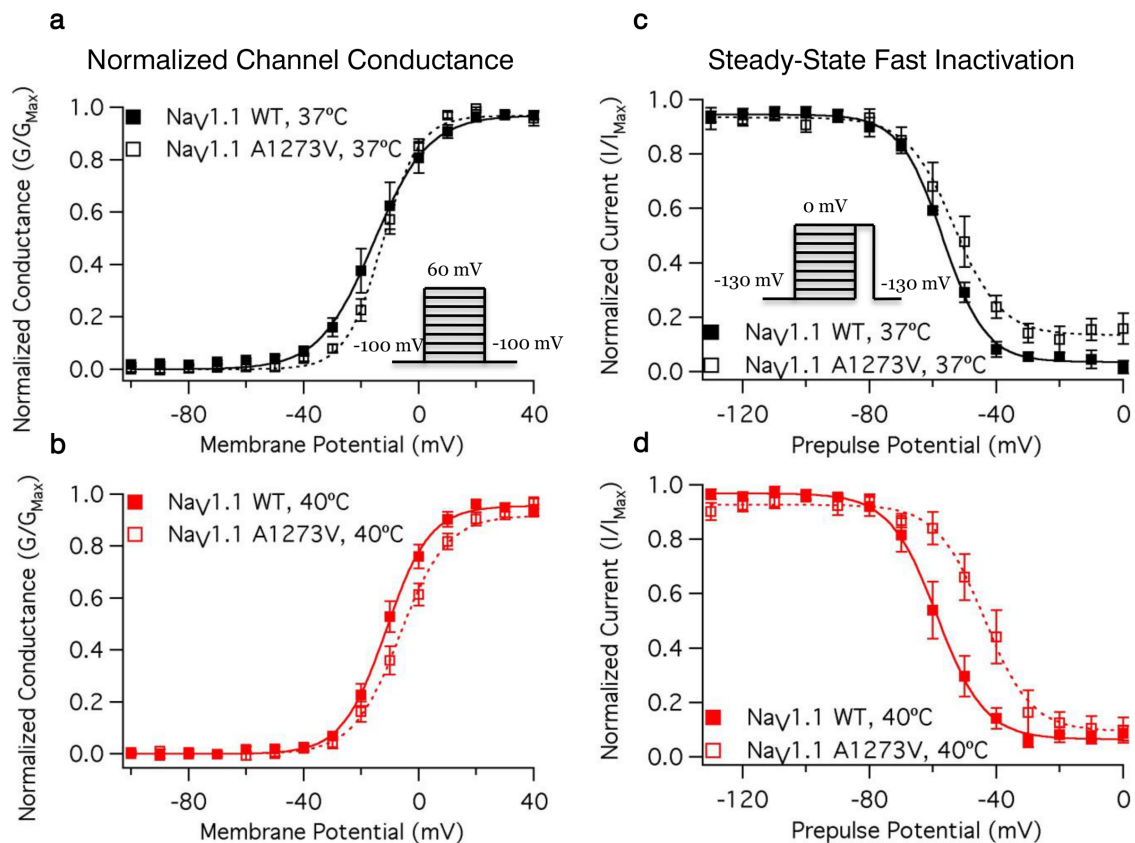 a
Normalized Channel Conductance
Normalized Conductance (G/GMax)
1.0
0.8
0.6
0.4
0.2
0.0
NaV1.1 WT, 37ºC
NaV1.1 A1273V, 37ºC
60 mV
-100 mV
-100 mV
-80
-40
0
40
Membrane Potential (mV)
b
Normalized Conductance (G/GMax)
1.0
0.8
0.6
0.4
0.2
0.0
NaV1.1 WT, 40ºC
NaV1.1 A1273V, 40ºC
-80
-40
0
40
Membrane Potential (mV)
c
Steady-State Fast Inactivation
Normalized Current (I/IMax)
1.0
0.8
0.6
0.4
0.2
0.0
0 mV
-130 mV
-130 mV
NaV1.1 WT, 37ºC
NaV1.1 A1273V, 37ºC
-120
-80
-40
0
Prepulse Potential (mV)
d
Normalized Current (I/IMax)
1.0
0.8
0.6
0.4
0.2
0.0
NaV1.1 WT, 40ºC
NaV1.1 A1273V, 40ºC
-120
-80
-40
0
Prepulse Potential (mV)